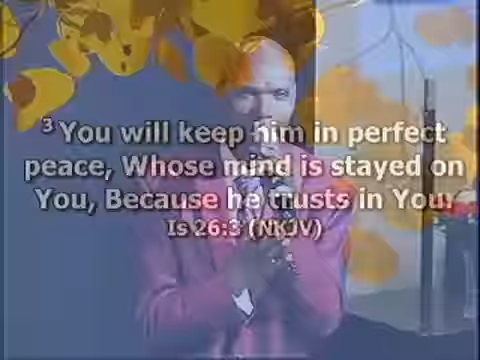 3 You will keep him in perfect
peace, Whose mind is stayed on
You, Because he trusts in You.
Is 26:3 (NKJV)